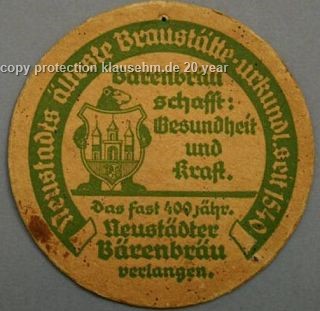 Neustadts älteste Braustätte urkundl. seit 1540
copy protection klausehm.de 20 year
Bärenbräu
schafft:
Gesundheit
und
Kraft.
Das fast 400 jähr.
Neustädter
Bärenbräu
verlangen.